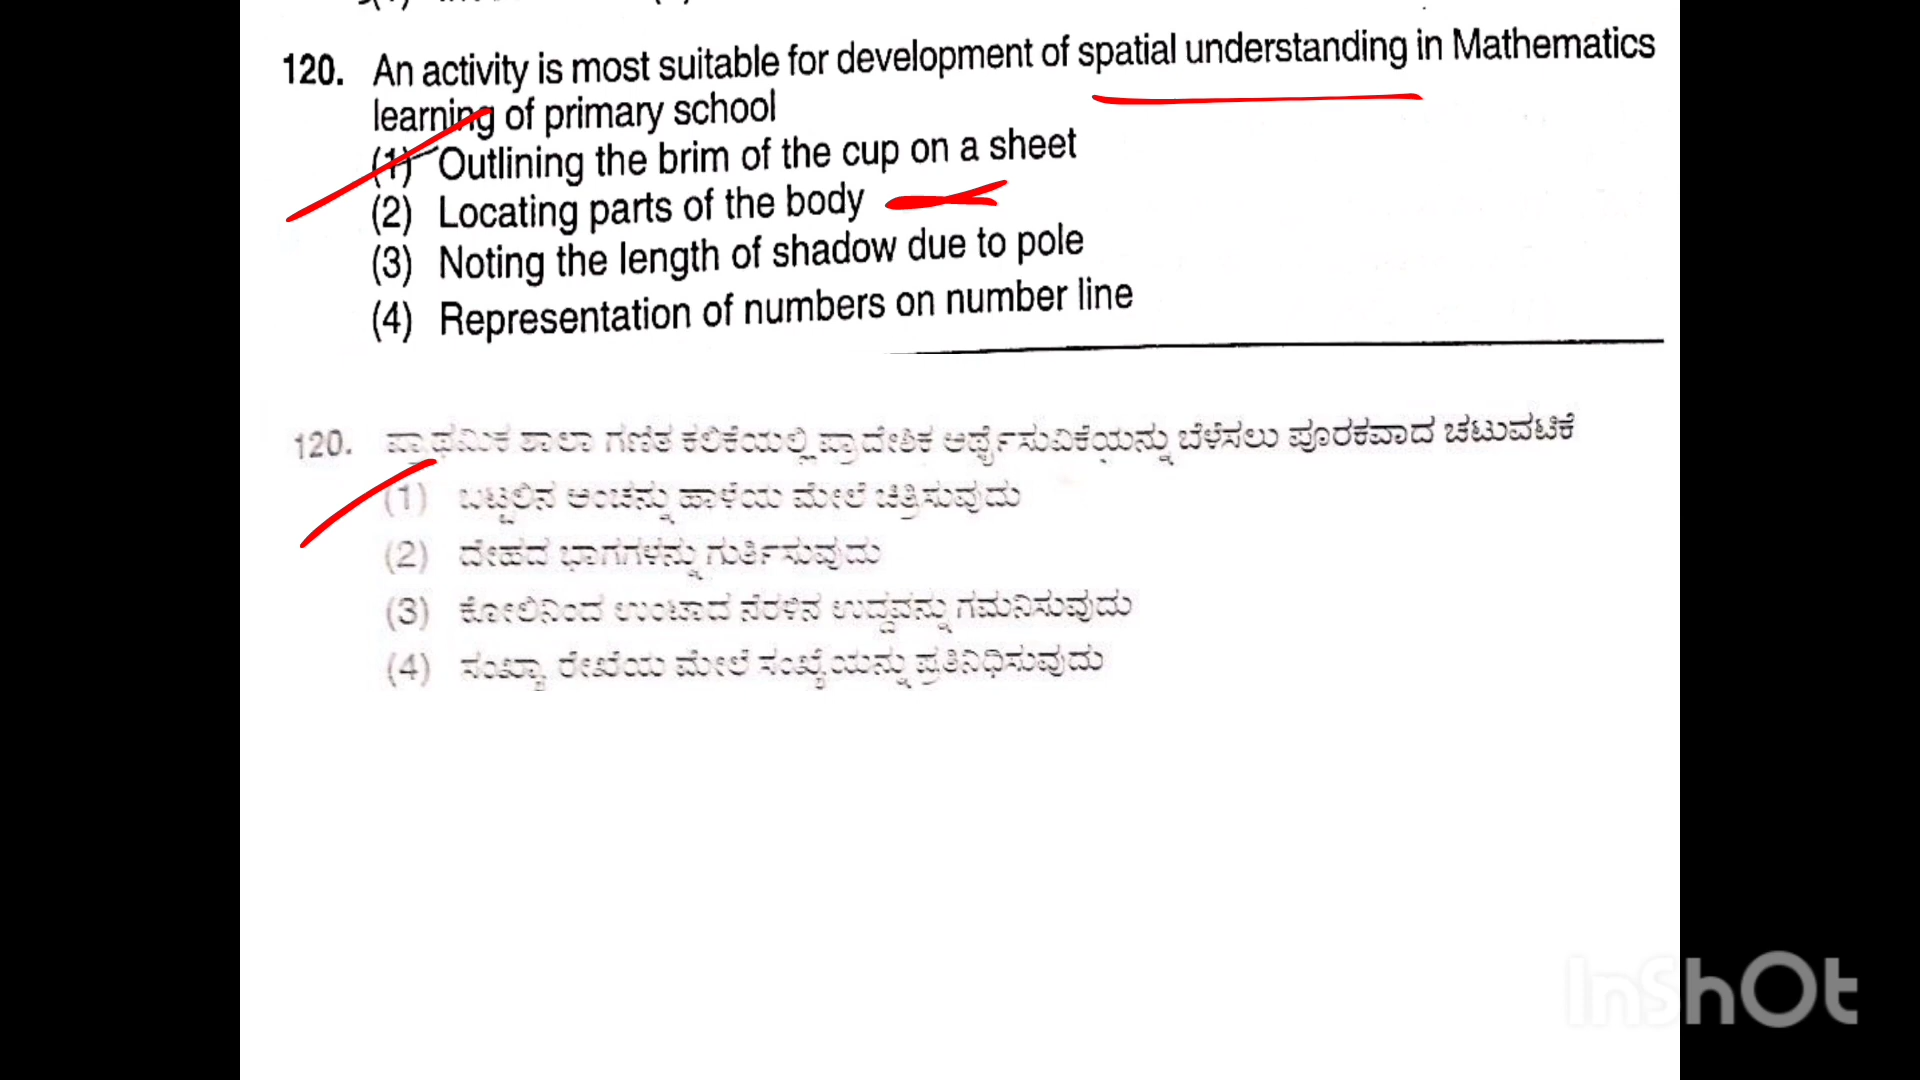 120. An activity is most suitable for development of spatial understanding in Mathematics
learning of primary school
(1) Outlining the brim of the cup on a sheet
(2) Locating parts of the body
(3) Noting the length of shadow due to pole
(4) Representation of numbers on number line
120. ಪ್ರಾಥಮಿಕ ಶಾಲಾ ಗಣಿತ ಕಲಿಕೆಯಲ್ಲಿ ಪ್ರಾದೇಶಿಕ ಅರ್ಥೈಸುವಿಕೆಯನ್ನು ಬೆಳೆಸಲು ಪೂರಕವಾದ ಚಟುವಟಿಕೆ
(1) ಬಟ್ಟಲಿನ ಅಂಚನ್ನು ಹಾಳೆಯ ಮೇಲೆ ಚಿತ್ರಿಸುವುದು
(2) ದೇಹದ ಭಾಗಗಳನ್ನು ಗುರ್ತಿಸುವುದು
(3) ಕೋಲಿನಿಂದ ಉಂಟಾದ ನೆರಳಿನ ಉದ್ದವನ್ನು ಗಮನಿಸುವುದು
(4) ಸಂಖ್ಯಾ ರೇಖೆಯ ಮೇಲೆ ಸಂಖ್ಯೆಯನ್ನು ಪ್ರತಿನಿಧಿಸುವುದು
InShOt